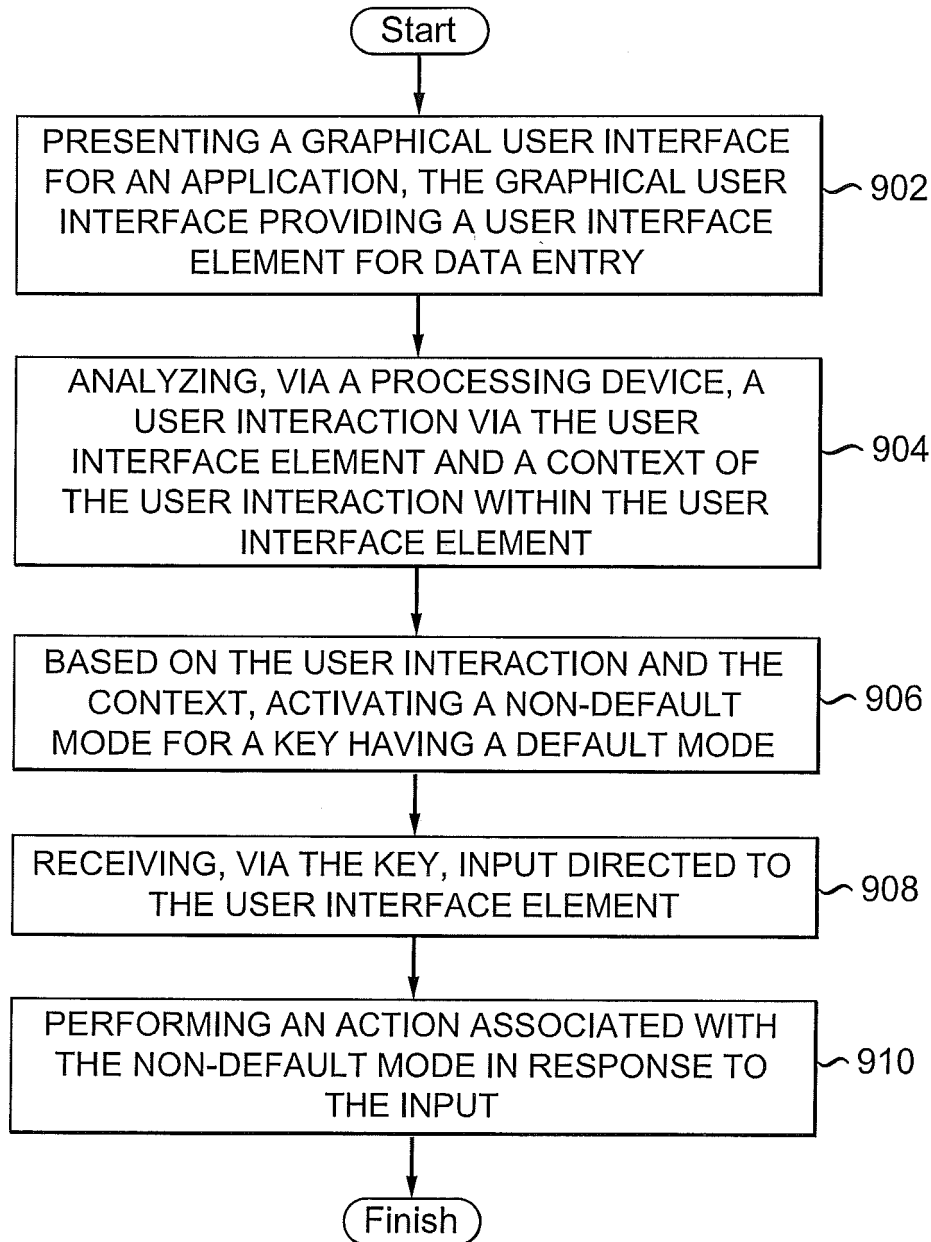 Start
PRESENTING A GRAPHICAL USER INTERFACE
FOR AN APPLICATION, THE GRAPHICAL USER
INTERFACE PROVIDING A USER INTERFACE
ELEMENT FOR DATA ENTRY
902
ANALYZING, VIA A PROCESSING DEVICE, A
USER INTERACTION VIA THE USER
INTERFACE ELEMENT AND A CONTEXT OF
THE USER INTERACTION WITHIN THE USER
INTERFACE ELEMENT
904
BASED ON THE USER INTERACTION AND THE
CONTEXT, ACTIVATING A NON-DEFAULT
MODE FOR A KEY HAVING A DEFAULT MODE
906
RECEIVING, VIA THE KEY, INPUT DIRECTED TO
THE USER INTERFACE ELEMENT
908
PERFORMING AN ACTION ASSOCIATED WITH
THE NON-DEFAULT MODE IN RESPONSE TO
THE INPUT
910
Finish